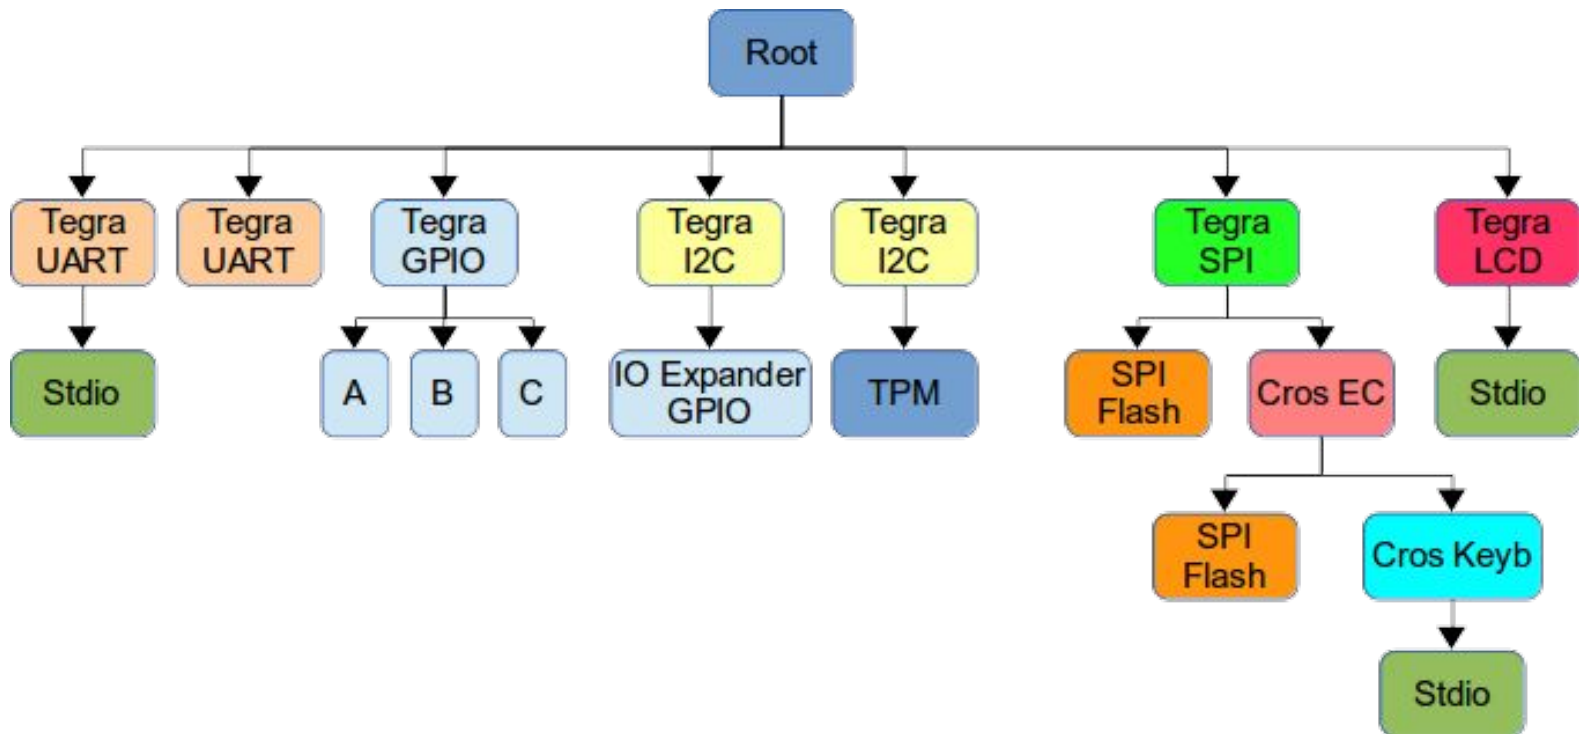 Root
Tegra
UART
Tegra
UART
Tegra
GPIO
Tegra
I2C
Tegra
I2C
Tegra
SPI
Tegra
LCD
Stdio
A
B
C
IO Expander
GPIO
TPM
SPI
Flash
Cros EC
Stdio
SPI
Flash
Cros Keyb
Stdio